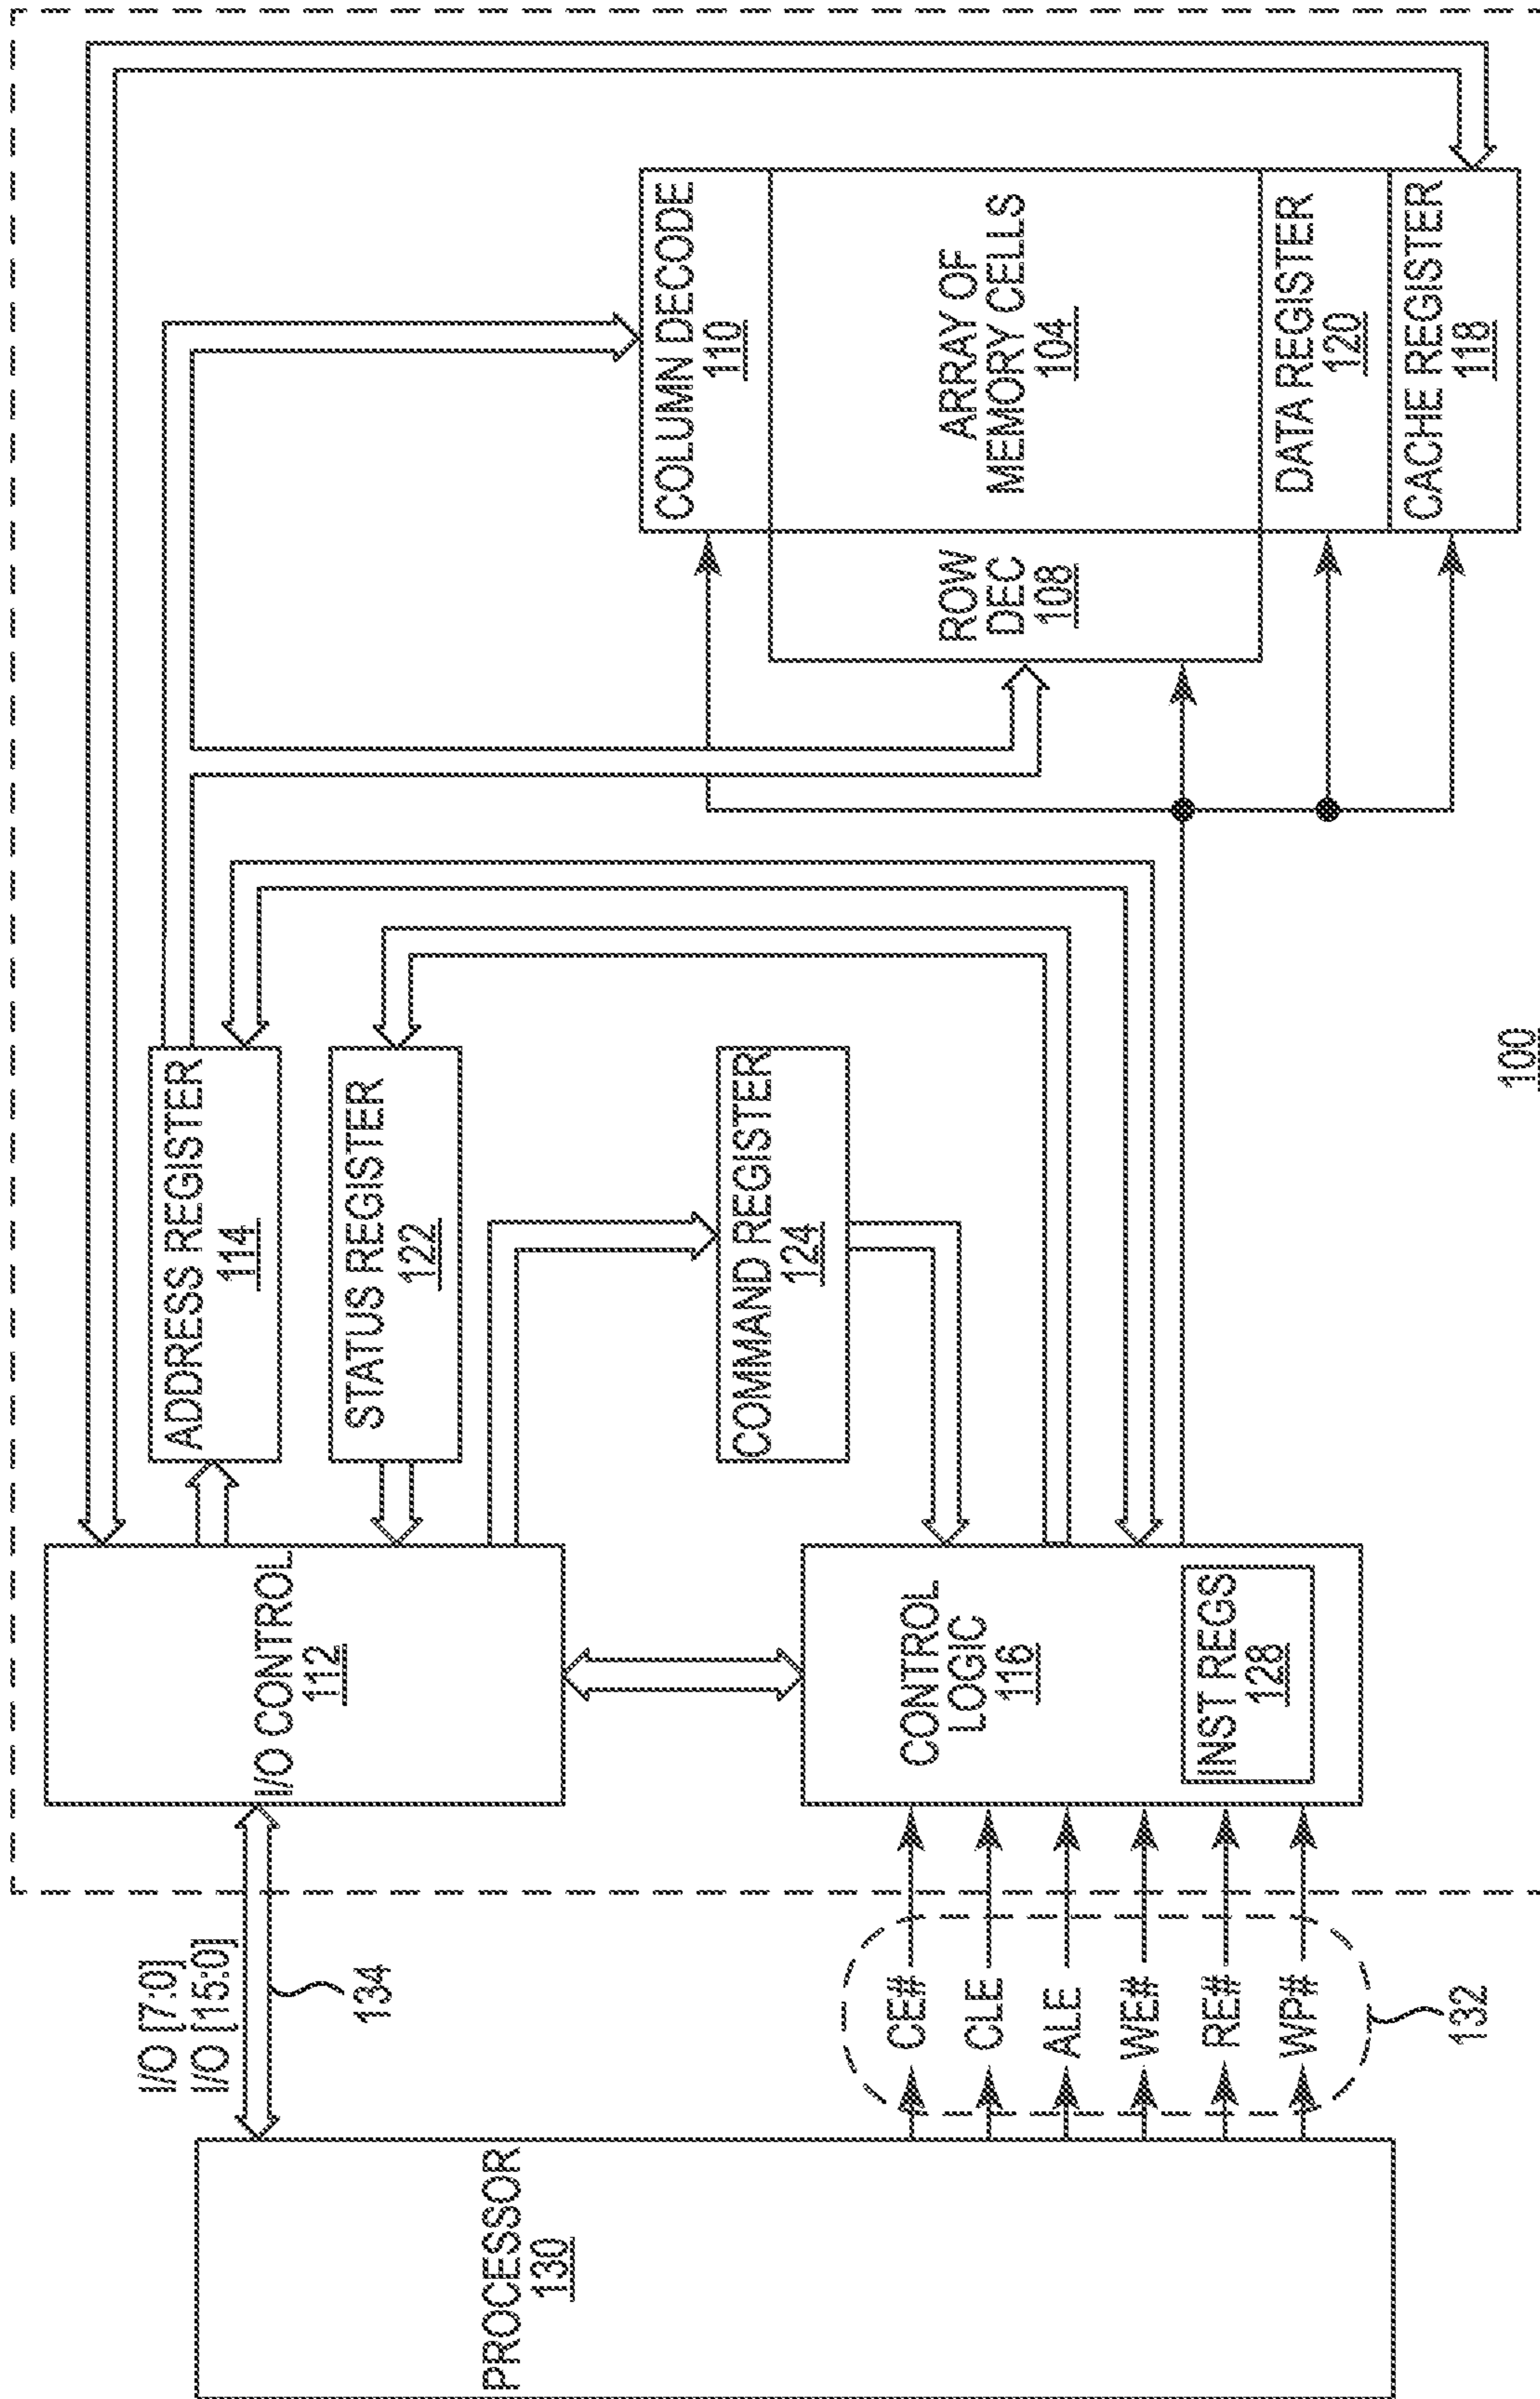 PROCESSOR
130
I/O [7:0]
I/O [15:0]
134
CE#
CLE
ALE
WE#
RE#
WP#
132
I/O CONTROL
112
CONTROL
LOGIC
116
INST REGS
128
ADDRESS REGISTER
114
STATUS REGISTER
122
COMMAND REGISTER
124
COLUMN DECODE
110
ROW
DEC
108
ARRAY OF
MEMORY CELLS
104
DATA REGISTER
120
CACHE REGISTER
118
100